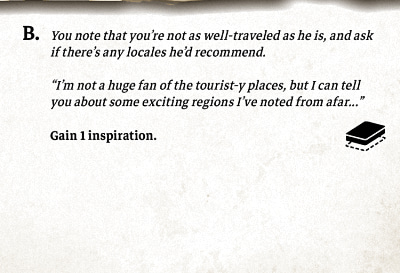 B. You note that you're not as well-traveled as he is, and ask
if there's any locales he'd recommend.
“I'm not a huge fan of the tourist-y places, but I can tell
you about some exciting regions I've noted from afar...”
Gain 1 inspiration.